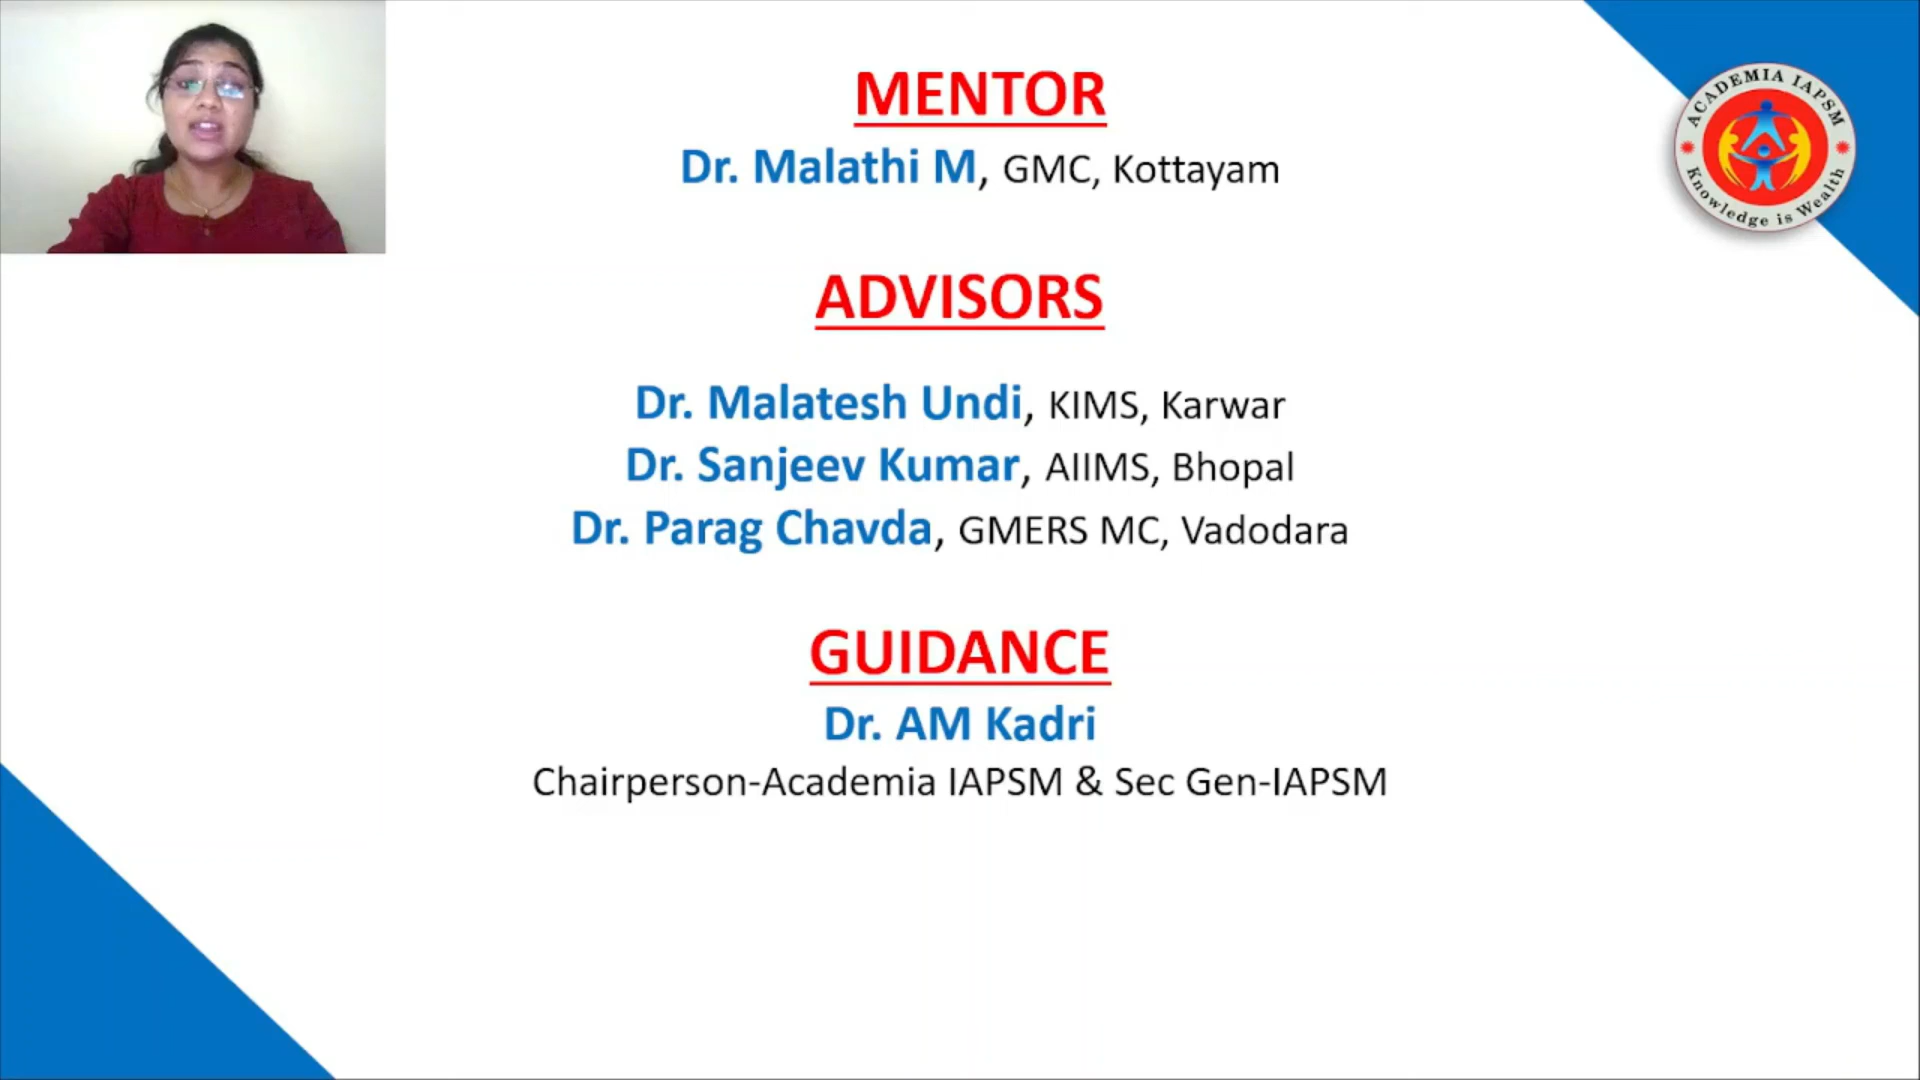 MENTOR
Dr. Malathi M, GMC, Kottayam
ACADEMIA IAPSM
Knowledge is Wealth
ADVISORS
Dr. Malatesh Undi, KIMS, Karwar
Dr. Sanjeev Kumar, AIIMS, Bhopal
Dr. Parag Chavda, GMERS MC, Vadodara
GUIDANCE
Dr. AM Kadri
Chairperson-Academia IAPSM & Sec Gen-IAPSM